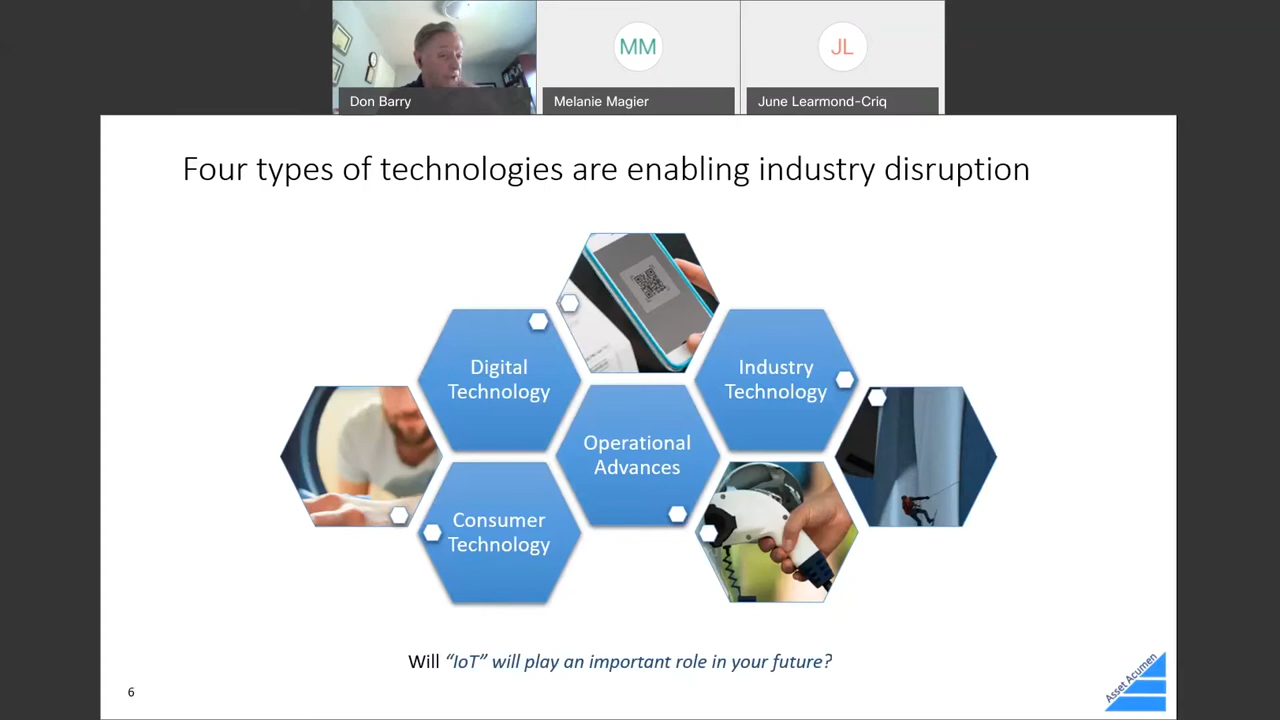 Don Barry
MM
Melanie Magier
JL
June Learmond-Criq
Four types of technologies are enabling industry disruption
Digital
Technology
Industry
Technology
Operational
Advances
Consumer
Technology
Will “IoT” will play an important role in your future?
6
Asset Acumen